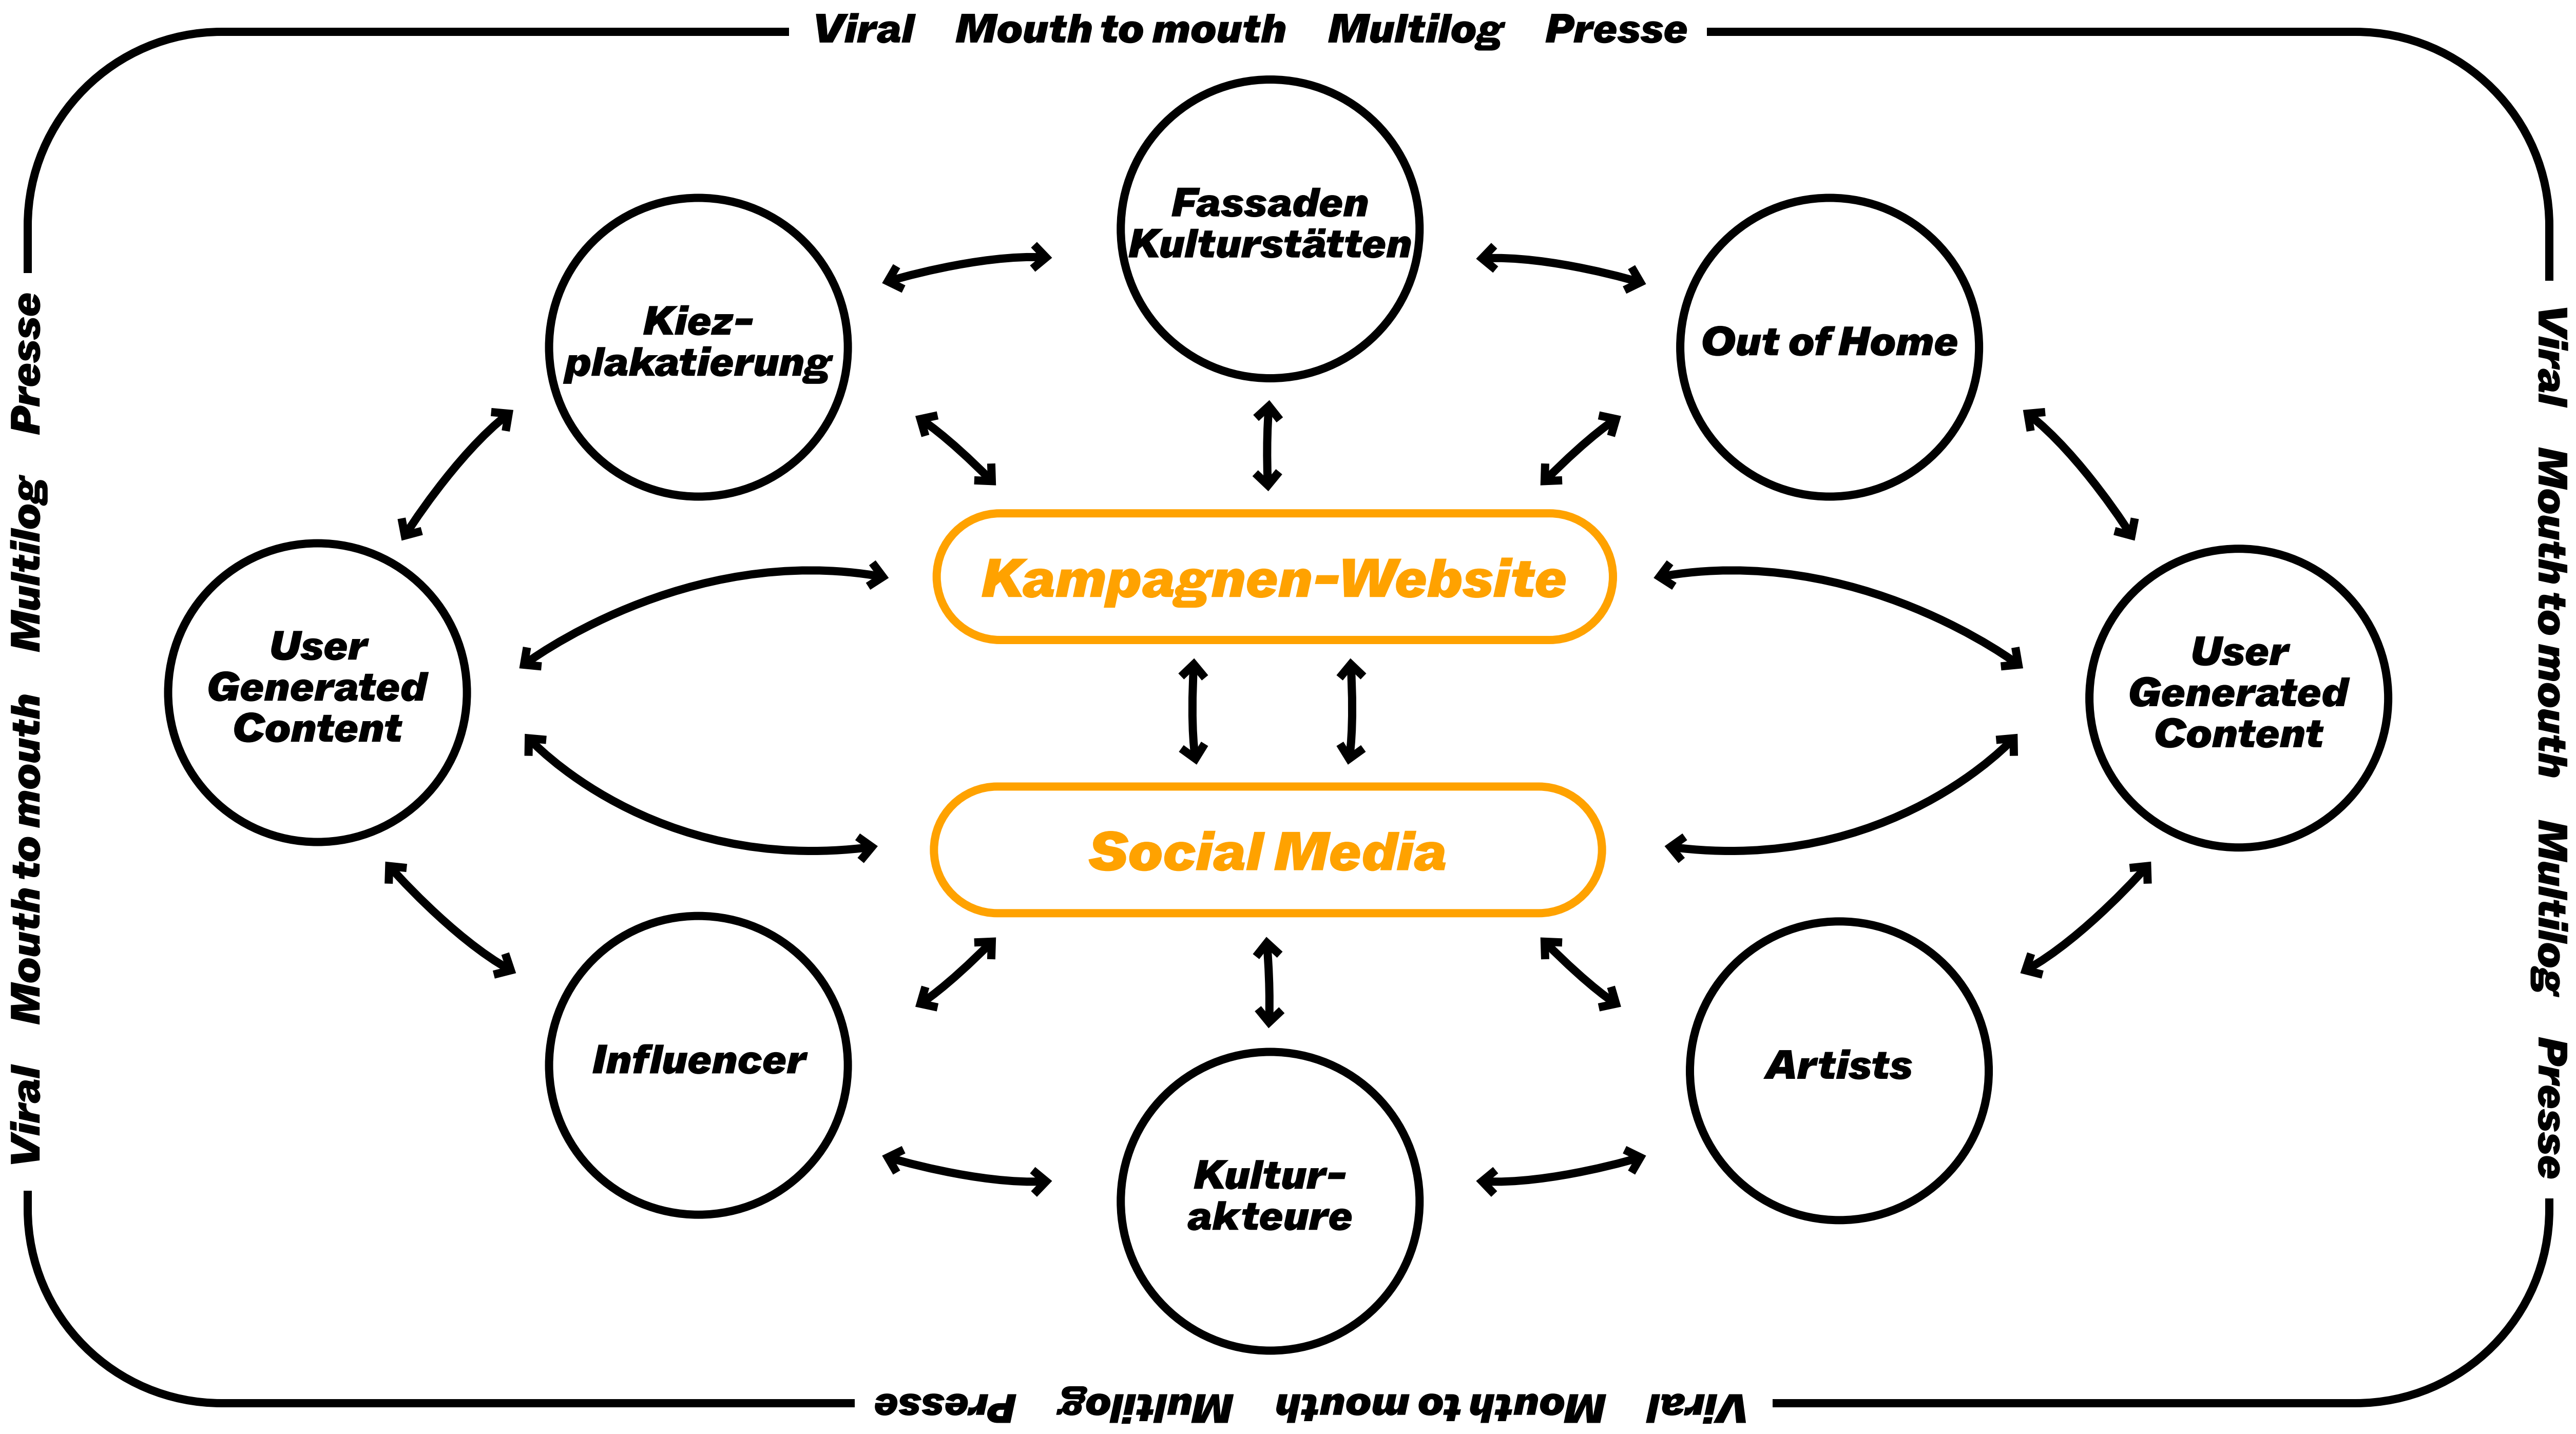 Viral Mouth to mouth Multilog Presse
Fassaden
Kulturstätten
Kiez-
plakatierung
Out of Home
Kampagnen-Website
User
Generated
Content
User
Generated
Content
Social Media
Influencer
Artists
Kultur-
akteure
Viral Mouth to mouth Multilog Presse
Viral Mouth to mouth Multilog Presse
Viral Mouth to mouth Multilog Presse